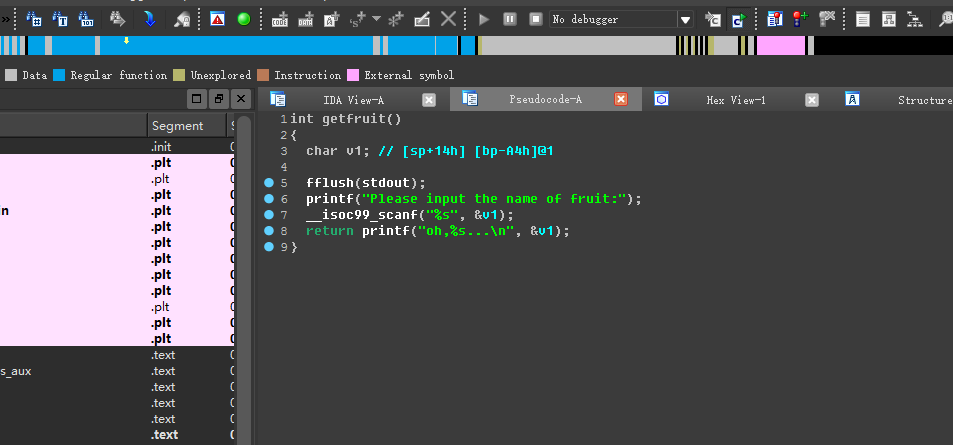 No debugger
Data Regular function Unexplored Instruction External symbol
IDA View-A Pseudocode-A Hex View-1 Structure
Segment
.init
.plt
.plt
.plt
in .plt
.plt
.plt
.plt
.plt
.plt
.plt
.plt
.plt
.text
s_aux .text
.text
.text
.text
.text
1 int getfruit()
2 {
3 char v1; // [sp+14h] [bp-A4h]@1
4
5 fflush(stdout);
6 printf("Please input the name of fruit:");
7 __isoc99_scanf("%s", &v1);
8 return printf("oh,%s...\n", &v1);
9 }